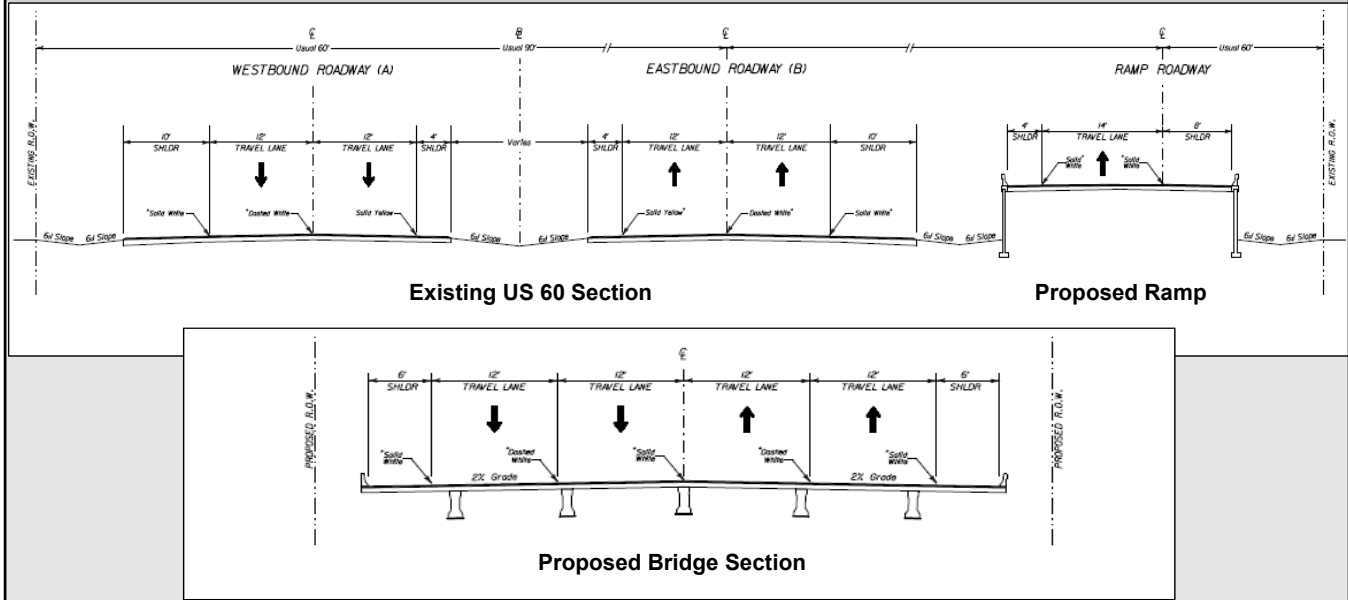 ℄ ℄ ℄ ℄
Usual 60' Usual 90' Usual 60'
WESTBOUND ROADWAY (A) EASTBOUND ROADWAY (B) RAMP ROADWAY
EXISTING R.O.W.
10' 12' 12' 4' Varies 4' 12' 12' 10'
SHLDR TRAVEL LANE TRAVEL LANE SHLDR SHLDR TRAVEL LANE TRAVEL LANE SHLDR
4' 14' 8'
SHLDR TRAVEL LANE SHLDR
EXISTING R.O.W.
Solid White Solid White
"Solid White "Dashed White Solid Yellow Solid Yellow" Dashed White" Solid White"
6:1 Slope 6:1 Slope 6:1 Slope 6:1 Slope 6:1 Slope 6:1 Slope 6:1 Slope 6:1 Slope
Existing US 60 Section Proposed Ramp
℄
6' 12' 12' 12' 12' 6'
SHLDR TRAVEL LANE TRAVEL LANE TRAVEL LANE TRAVEL LANE SHLDR
PROPOSED R.O.W.
PROPOSED R.O.W.
"Solid White "Dashed White "Solid White "Dashed White "Solid White
2% Grade 2% Grade
Proposed Bridge Section